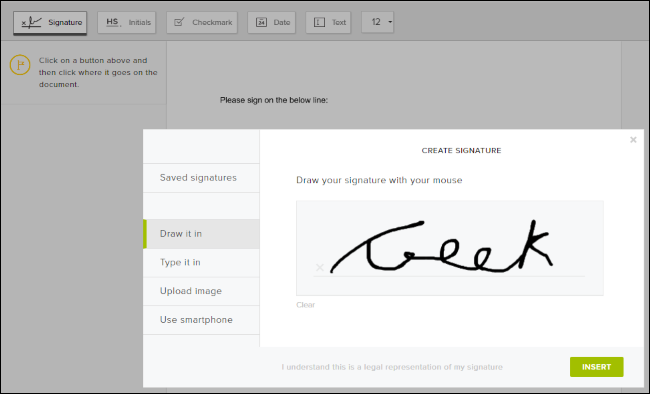 Signature
HS. Initials
Checkmark
24 Date
Text
12
Click on a button above and
then click where it goes on the
document.
Please sign on the below line:
CREATE SIGNATURE
×
Saved signatures
Draw it in
Type it in
Upload image
Use smartphone
Draw your signature with your mouse
Geek
Clear
I understand this is a legal representation of my signature
INSERT